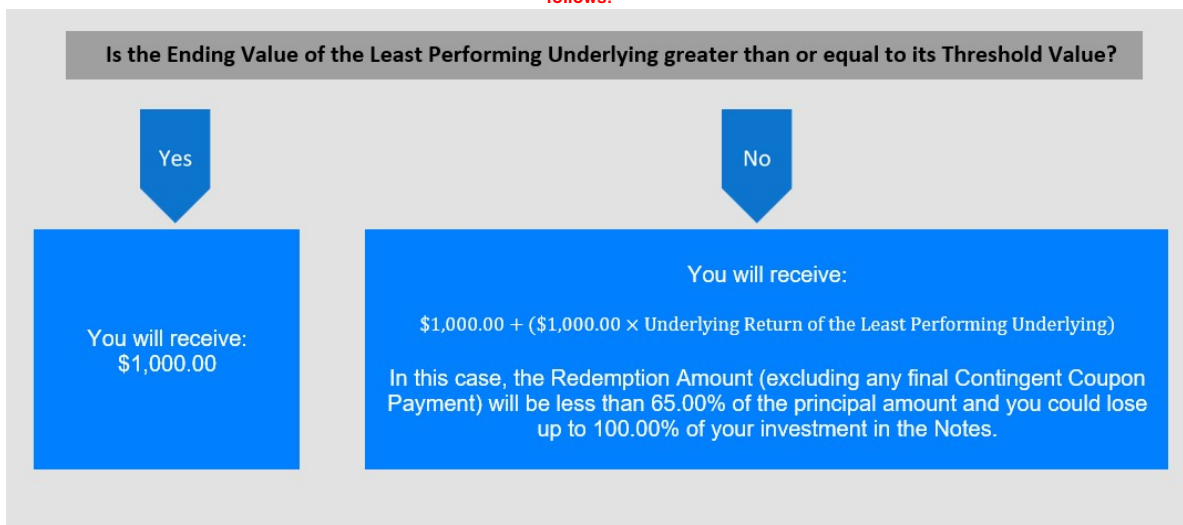 follows:
Is the Ending Value of the Least Performing Underlying greater than or equal to its Threshold Value?
Yes
No
You will receive:
$1,000.00
You will receive:
$1,000.00 + ($1,000.00 × Underlying Return of the Least Performing Underlying)
In this case, the Redemption Amount (excluding any final Contingent Coupon
Payment) will be less than 65.00% of the principal amount and you could lose
up to 100.00% of your investment in the Notes.